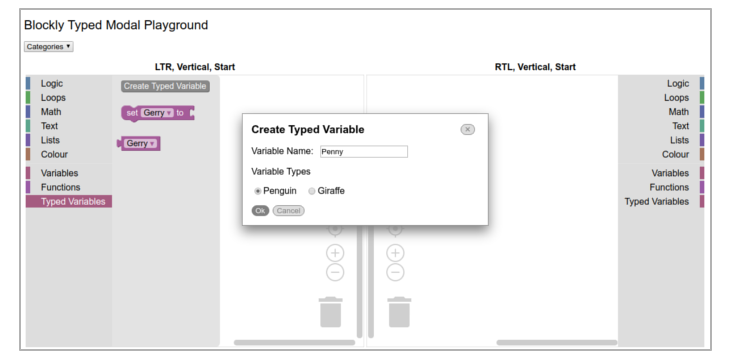 Blockly Typed Modal Playground
Categories ▼
LTR, Vertical, Start
RTL, Vertical, Start
Logic
Loops
Math
Text
Lists
Colour
Variables
Functions
Typed Variables
Create Typed Variable
set Gerry ▾ to
Gerry ▾
Create Typed Variable
Variable Name: Penny
Variable Types
Penguin Giraffe
Ok Cancel
Logic
Loops
Math
Text
Lists
Colour
Variables
Functions
Typed Variables